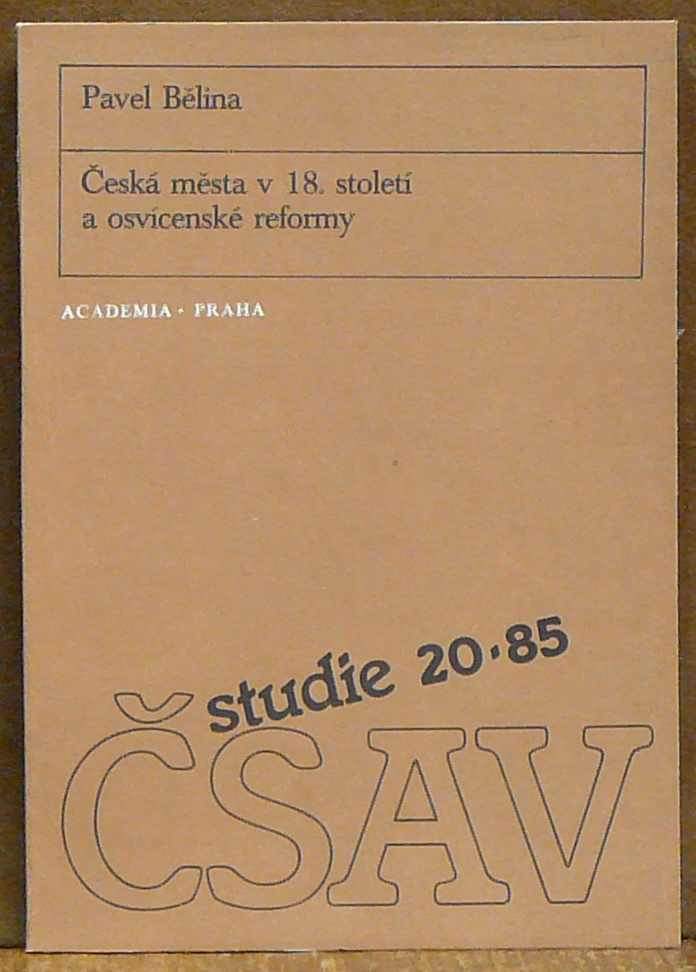 Pavel Bělina
Česká města v 18. století
a osvícenské reformy
ACADEMIA · PRAHA
studie 20·85
ČSAV